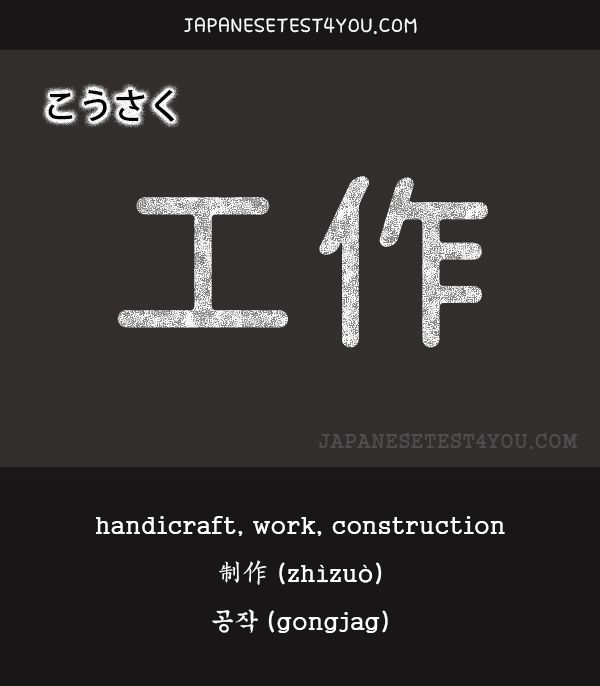 JAPANESETEST4YOU.COM
こうさく
工作
JAPANESETEST4YOU.COM
handicraft, work, construction
制作 (zhìzuò)
공작 (gongjag)